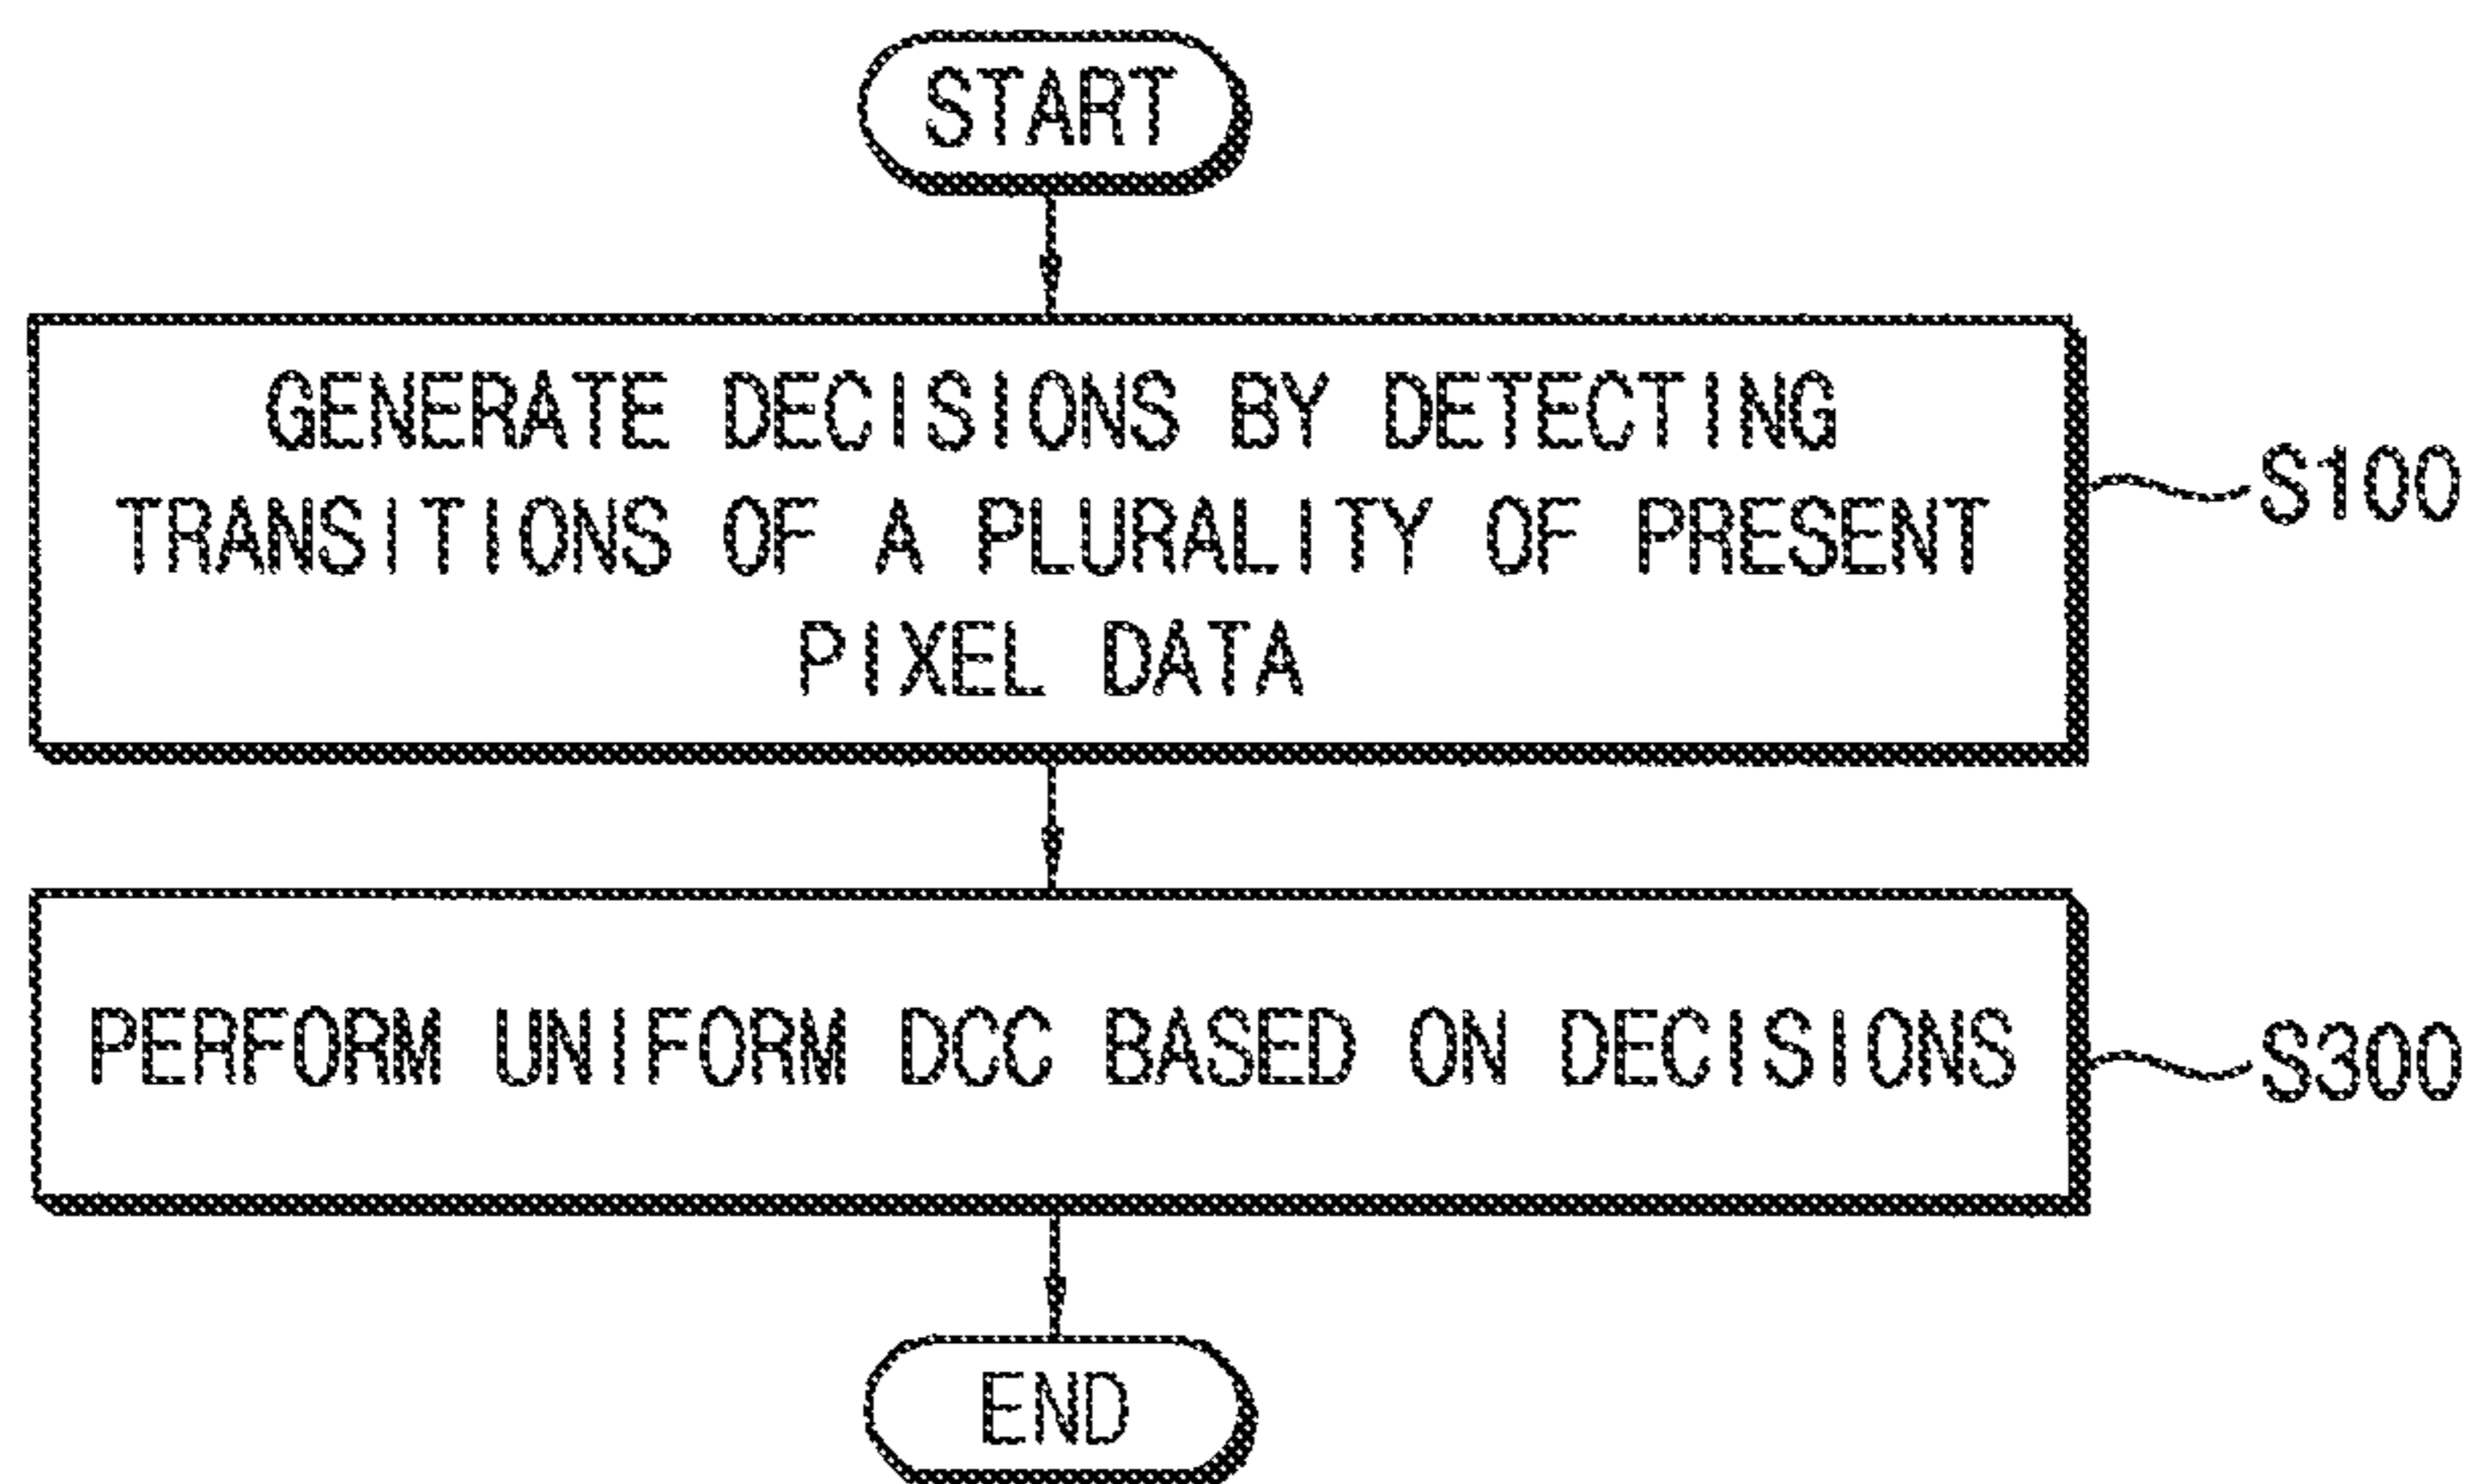 START
GENERATE DECISIONS BY DETECTING
TRANSITIONS OF A PLURALITY OF PRESENT
PIXEL DATA
S100
PERFORM UNIFORM DCC BASED ON DECISIONS
S300
END